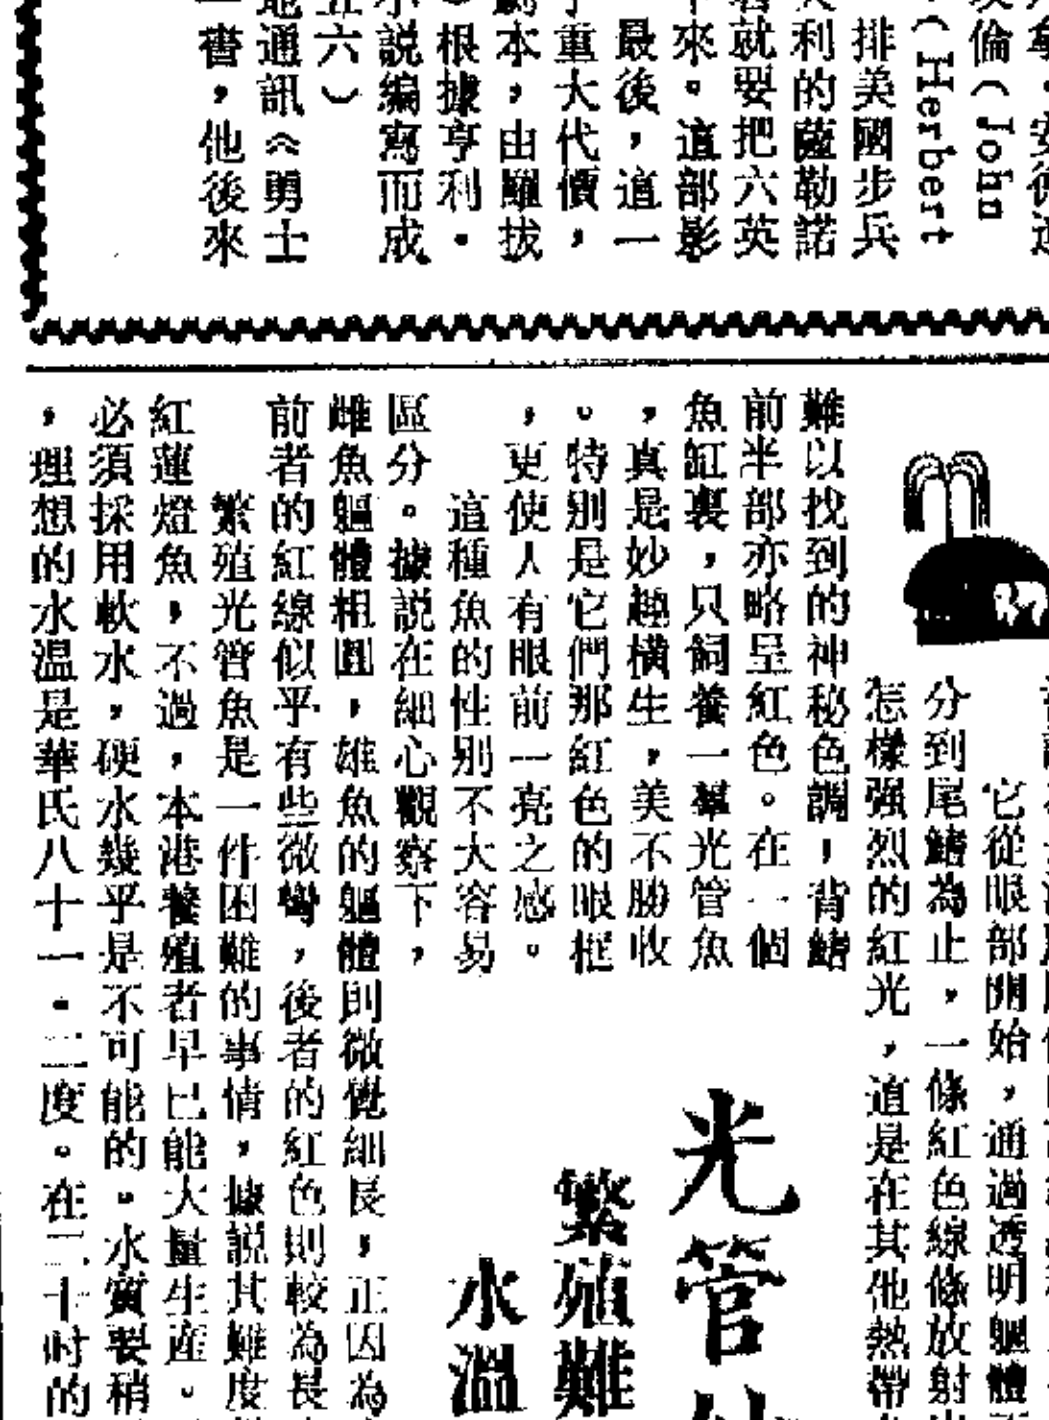 (John
倫
(Herbert
排美國步兵
利的薩勒諾
就要把六英
來。這部影
最後,這一
重大代價,
本,由羅拔
。根據亨利·
說編寫而成
五六)
地通訊《勇士
一書,他後來
它從眼部開始,通過透明軀體
分到尾鰭為止,一條紅色線條放射
怎樣强烈的紅光,這是在其他熱帶
難以找到的神秘色調,背鰭
前半部亦略呈紅色。在一個
魚缸裏,只飼養一羣光管魚
,真是妙趣橫生,美不勝收
。特別是它們那紅色的眼框
,更使人有眼前一亮之感。
這種魚的性別不大容易
區分。據說在細心觀察下,
雌魚軀體粗圓,雄魚的軀體則微覺細長,正因為
前者的紅線似乎有些微彎,後者的紅色則較為長
光管
繁殖難
水溫
繁殖光管魚是一件困難的事情,據說其難度
紅蓮燈魚,不過,本港養殖者早已能大量生產。
必須採用軟水,硬水幾乎是不可能的。水質要稍
,理想的水温是華氏八十一·二度。在二十吋的